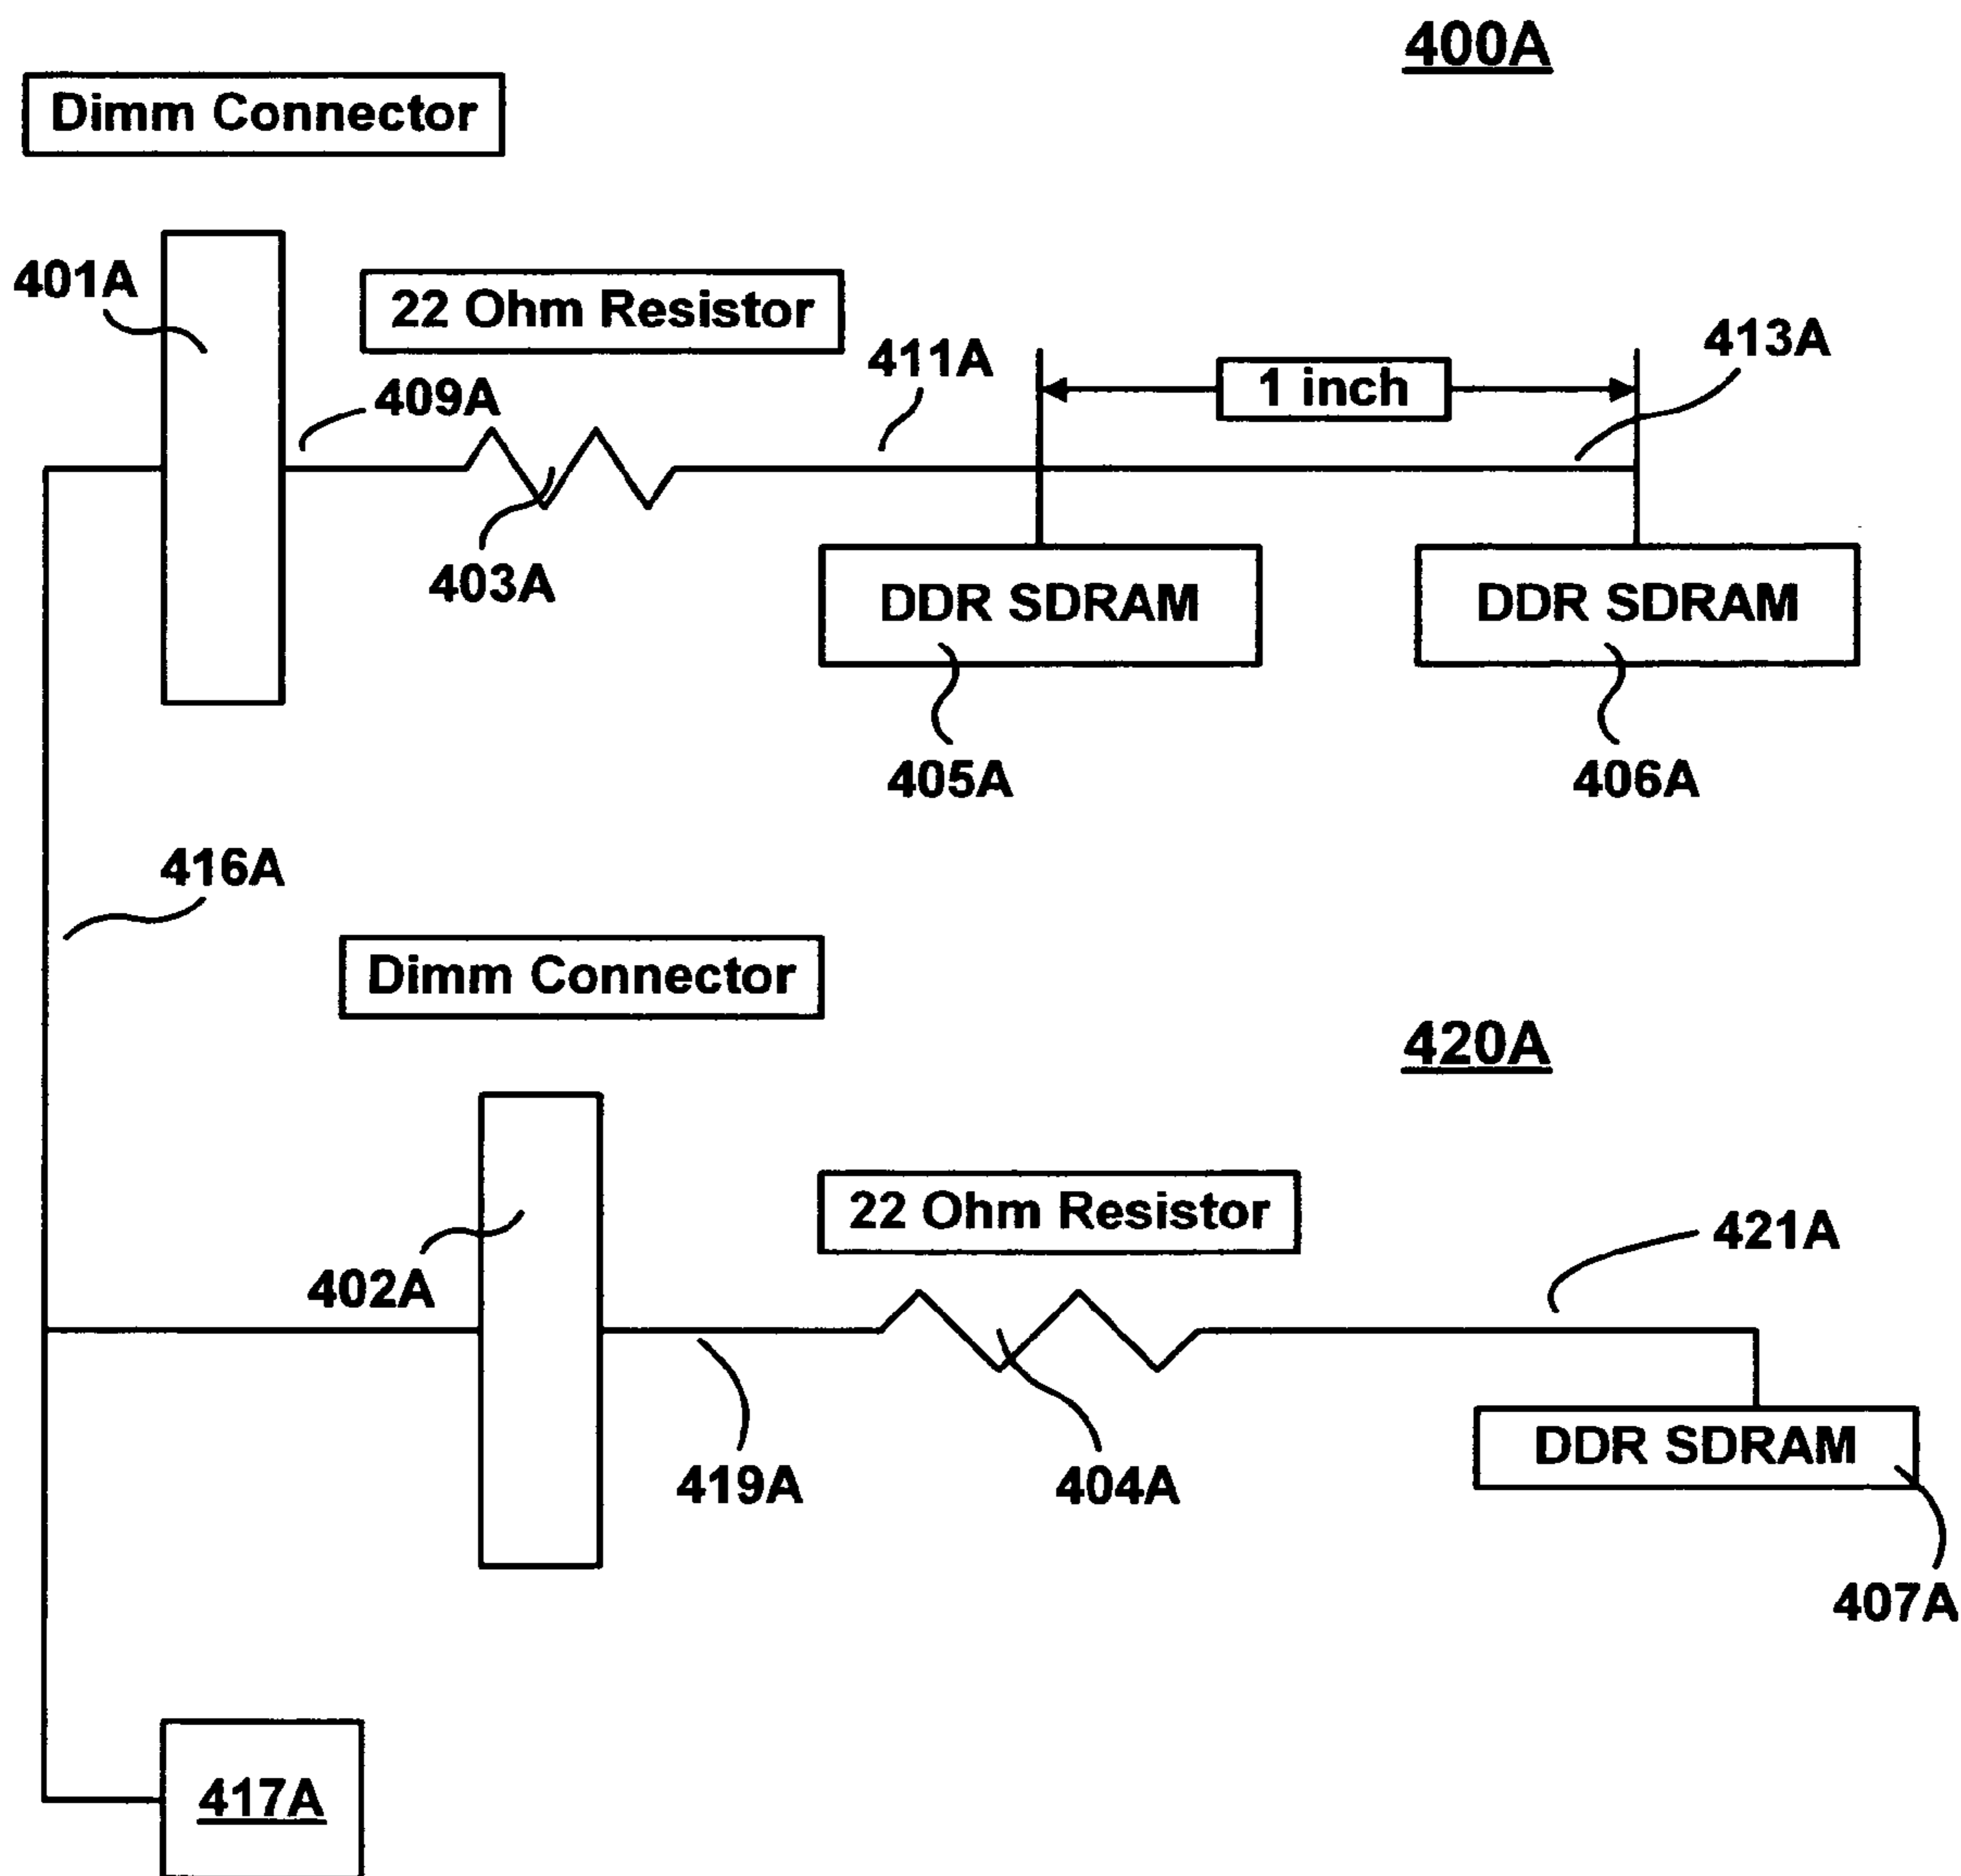 400A
Dimm Connector
401A
22 Ohm Resistor
409A
411A
1 inch
413A
403A
DDR SDRAM
DDR SDRAM
405A
406A
416A
Dimm Connector
420A
22 Ohm Resistor
402A
421A
419A
404A
DDR SDRAM
407A
417A